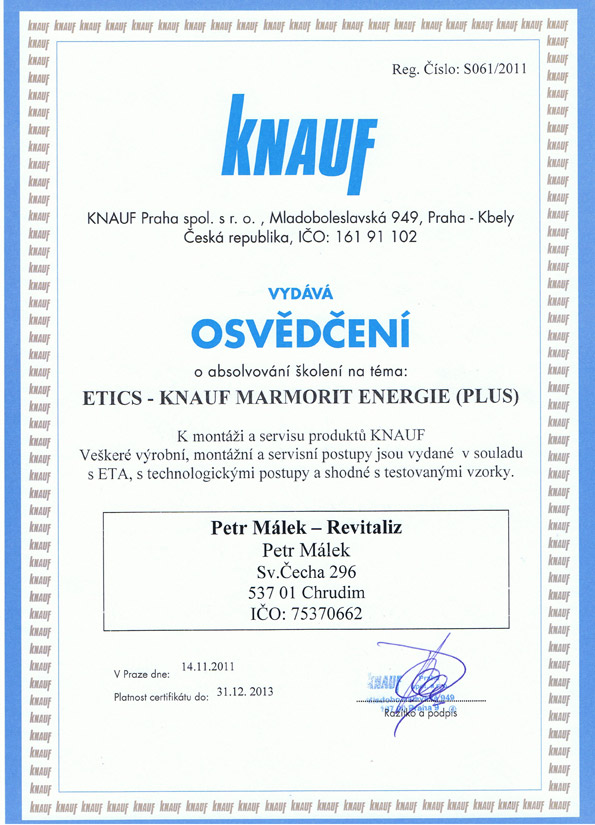 Reg. Číslo: S061/2011
KNAUF
KNAUF Praha spol. s r. o. , Mladoboleslavská 949, Praha - Kbely
Česká republika, IČO: 161 91 102
VYDÁVÁ
OSVĚDČENÍ
o absolvování školení na téma:
ETICS - KNAUF MARMORIT ENERGIE (PLUS)
K montáži a servisu produktů KNAUF
Veškeré výrobní, montážní a servisní postupy jsou vydané v souladu
s ETA, s technologickými postupy a shodné s testovanými vzorky.
Petr Málek – Revitaliz
Petr Málek
Sv.Čecha 296
537 01 Chrudim
IČO: 75370662
V Praze dne: 14.11.2011
Platnost certifikátu do: 31.12. 2013
KNAUF Praha
Razítko a podpis